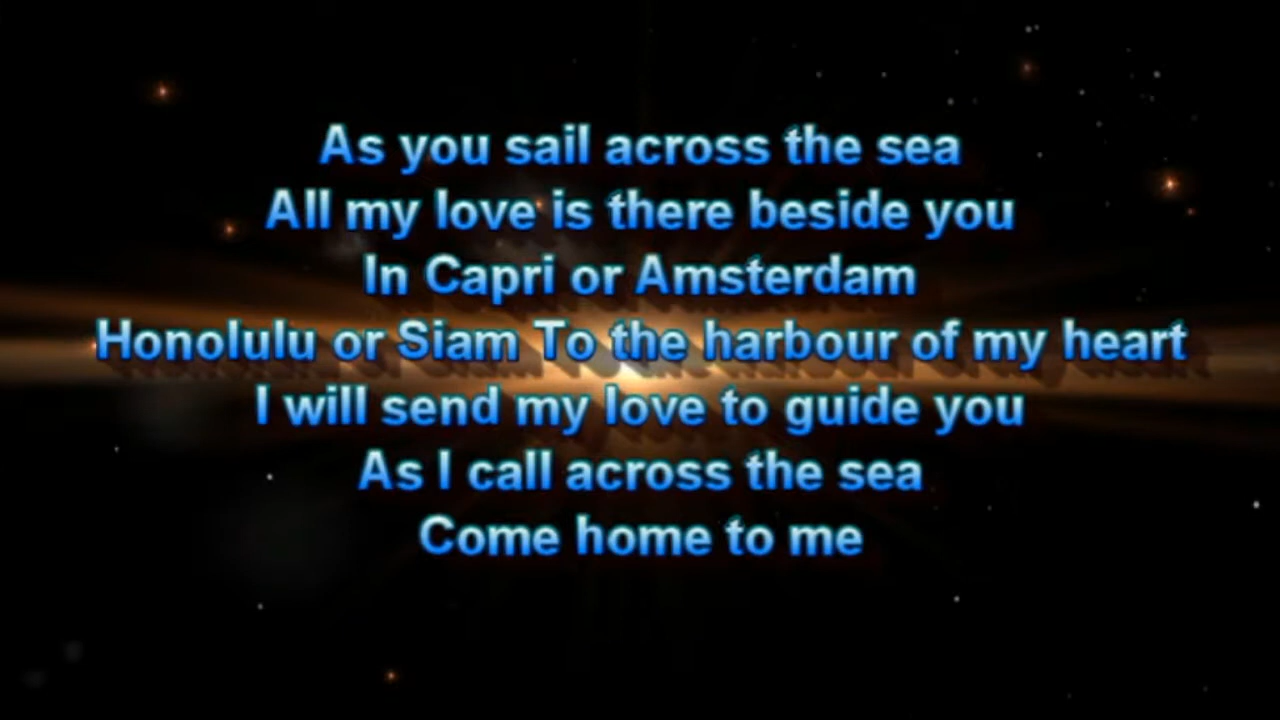 As you sail across the sea
All my love is there beside you
In Capri or Amsterdam
Honolulu or Siam To the harbour of my heart
I will send my love to guide you
As I call across the sea
Come home to me